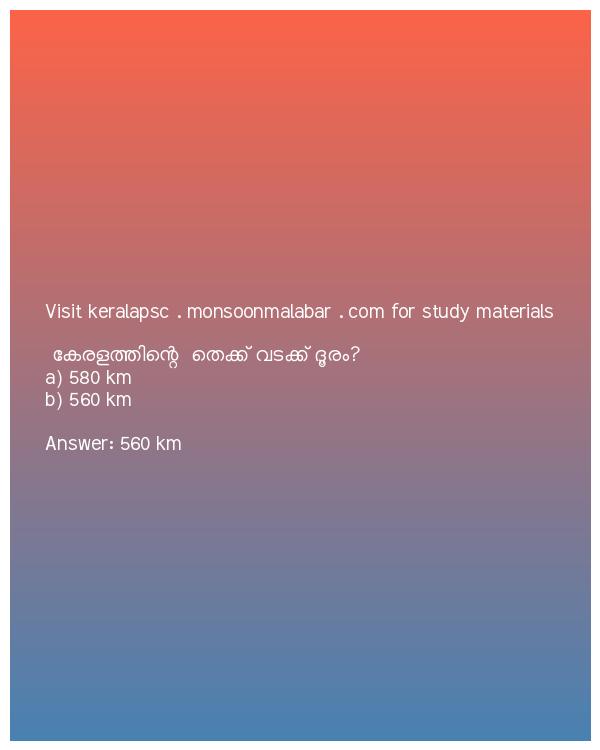 Visit keralapsc . monsoonmalabar . com for study materials
കേരളത്തിന്റെ തെക്ക് വടക്ക് ദൂരം?
a) 580 km
b) 560 km
Answer: 560 km